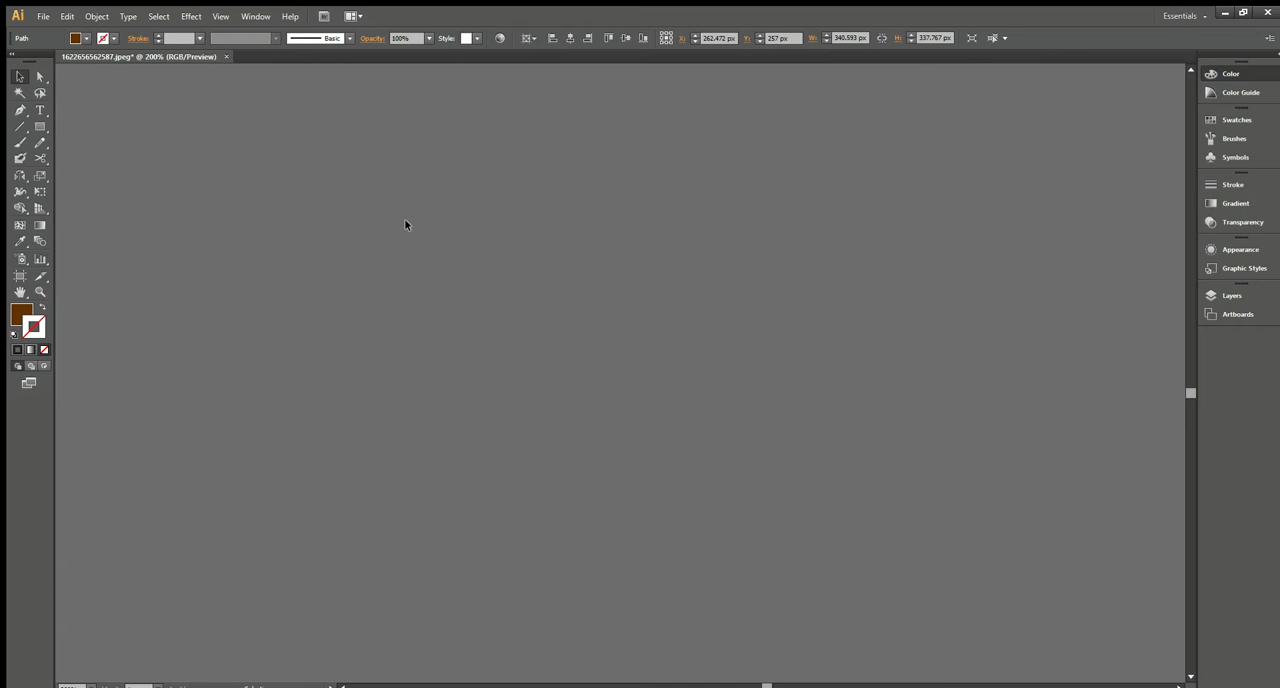 Ai File Edit Object Type Select Effect View Window Help Br Essentials
Path Stroke: Basic Opacity: 100% Style: X: 262.472 px Y: 257 px W: 340.593 px H: 337.767 px
1622656562587.jpeg* @ 200% (RGB/Preview) ×
T
Color
Color Guide
Swatches
Brushes
Symbols
Stroke
Gradient
Transparency
Appearance
Graphic Styles
Layers
Artboards